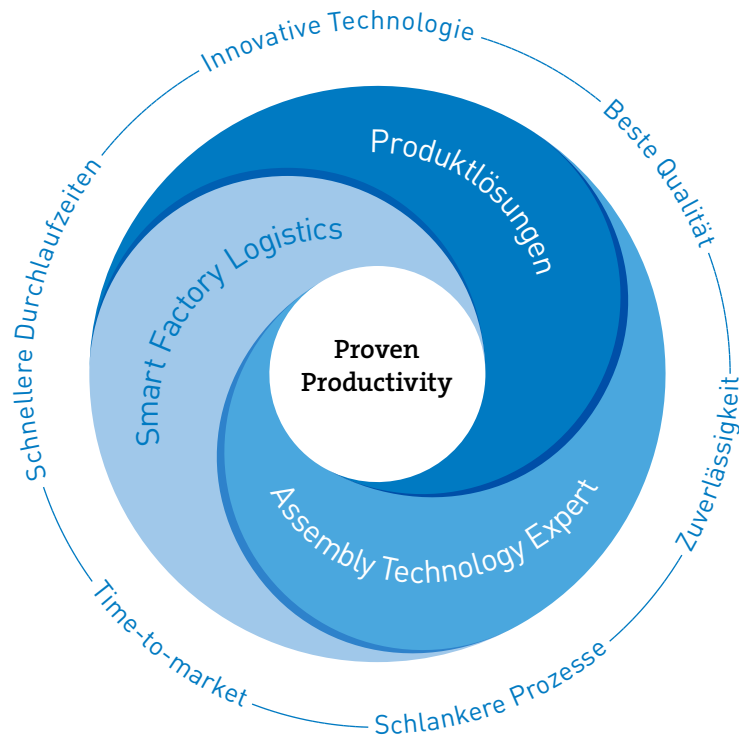 Innovative Technologie
Beste Qualität
Zuverlässigkeit
Schlankere Prozesse
Time-to-market
Schnellere Durchlaufzeiten
Produktlösungen
Assembly Technology Expert
Smart Factory Logistics
Proven
Productivity